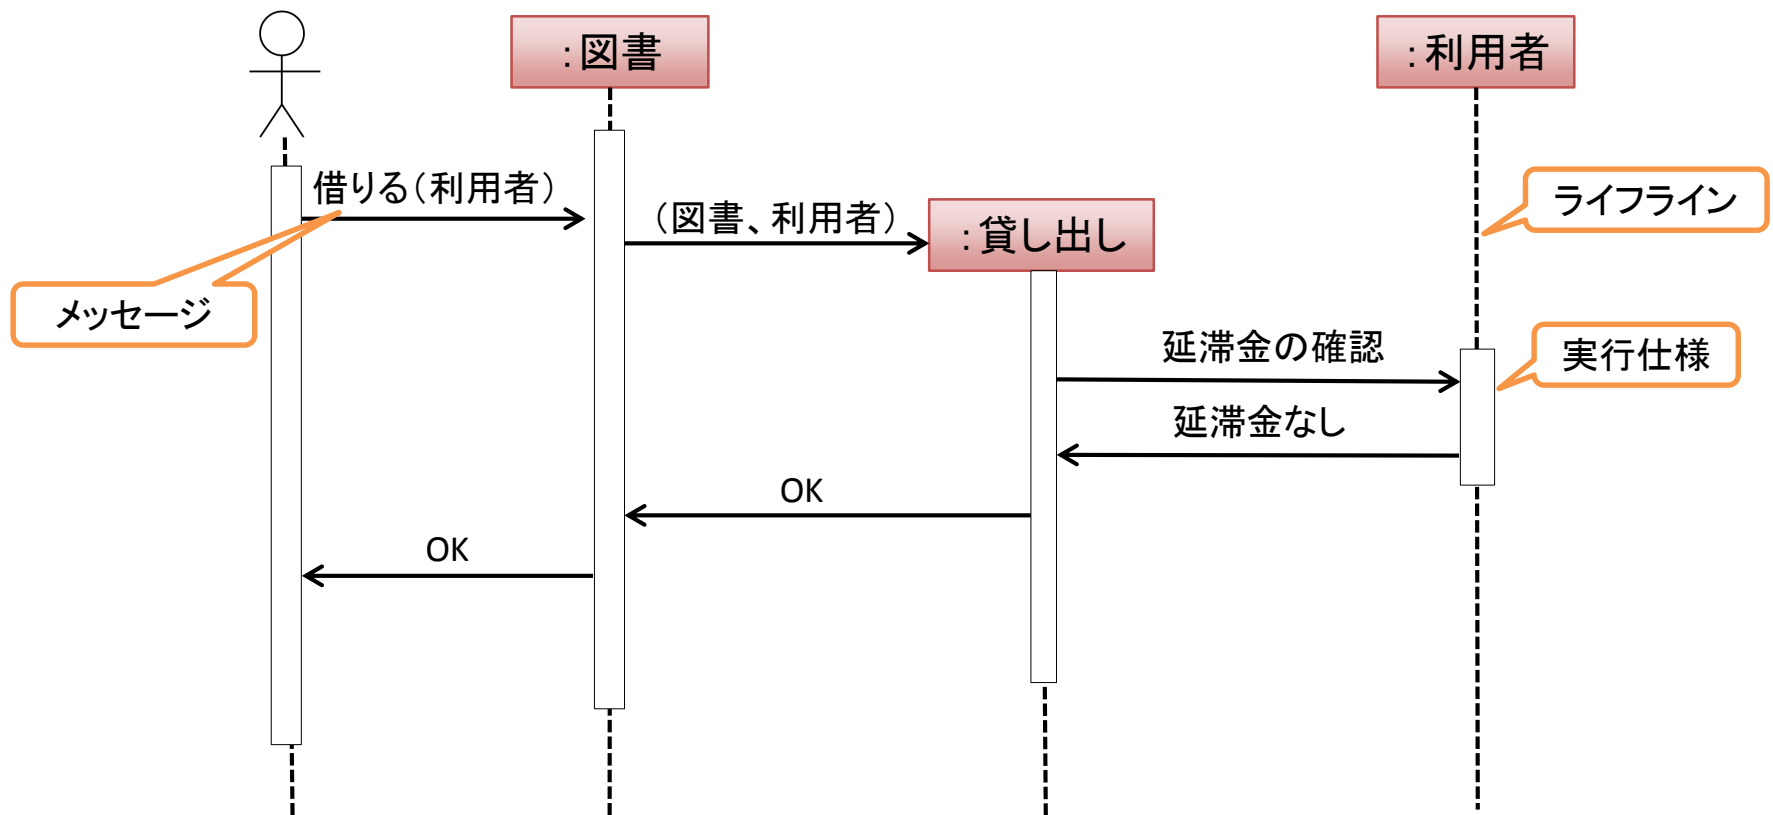 :図書
:利用者
借りる（利用者）
（図書、利用者）
ライフライン
:貸し出し
メッセージ
延滞金の確認
実行仕様
延滞金なし
OK
OK